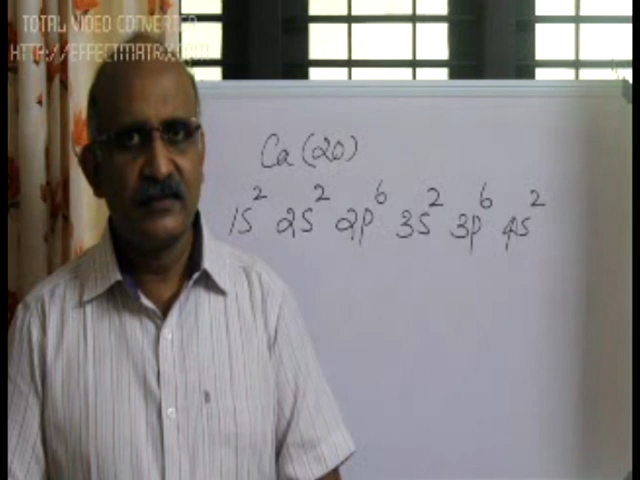 TOTAL VIDEO CONVERTER
HTTP://EFFECTMATRIX.COM
Ca (20)
1s² 2s² 2p⁶ 3s² 3p⁶ 4s²